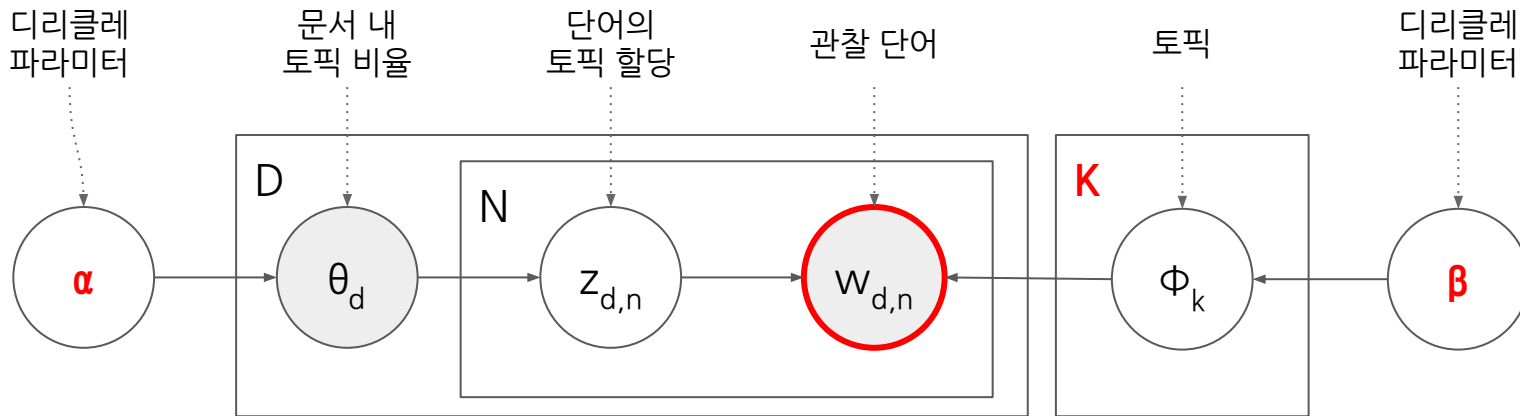 디리클레
파라미터
문서 내
토픽 비율
단어의
토픽 할당
관찰 단어
토픽
디리클레
파라미터
D
N
K
α
θd
zd,n
wd,n
Φk
β